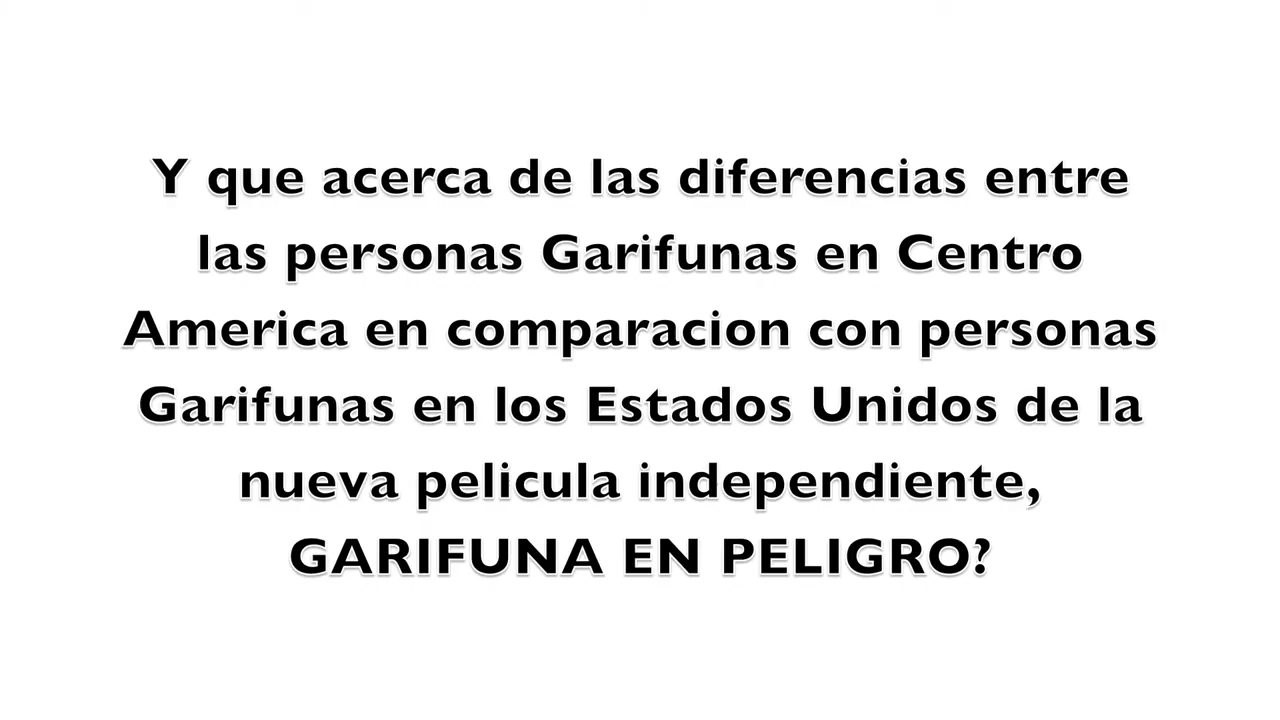 Y que acerca de las diferencias entre
las personas Garifunas en Centro
America en comparacion con personas
Garifunas en los Estados Unidos de la
nueva pelicula independiente,
GARIFUNA EN PELIGRO?